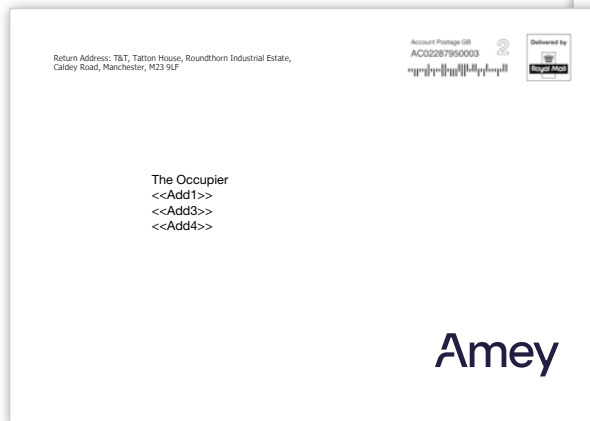 Account Postage GB
AC02287950003
2
Delivered by
Royal Mail
Return Address: T&T, Tatton House, Roundthorn Industrial Estate,
Caldey Road, Manchester, M23 9LF
The Occupier
<<Add1>>
<<Add3>>
<<Add4>>
Amey